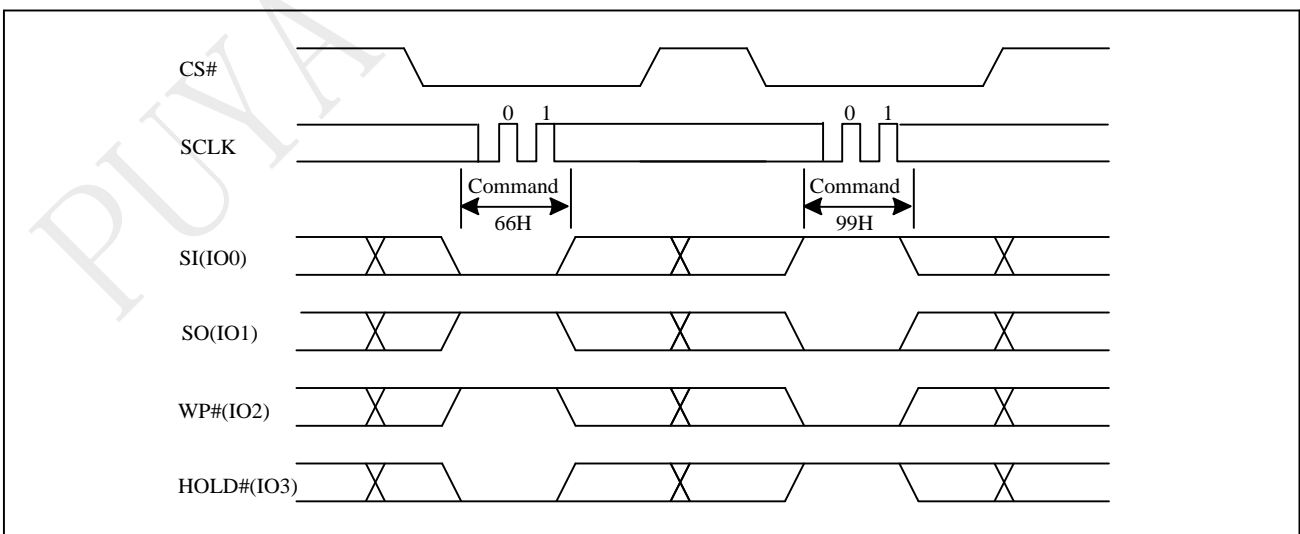 PUYA
CS#
0 1 0 1
SCLK
Command Command
66H 99H
SI(IO0)
SO(IO1)
WP#(IO2)
HOLD#(IO3)